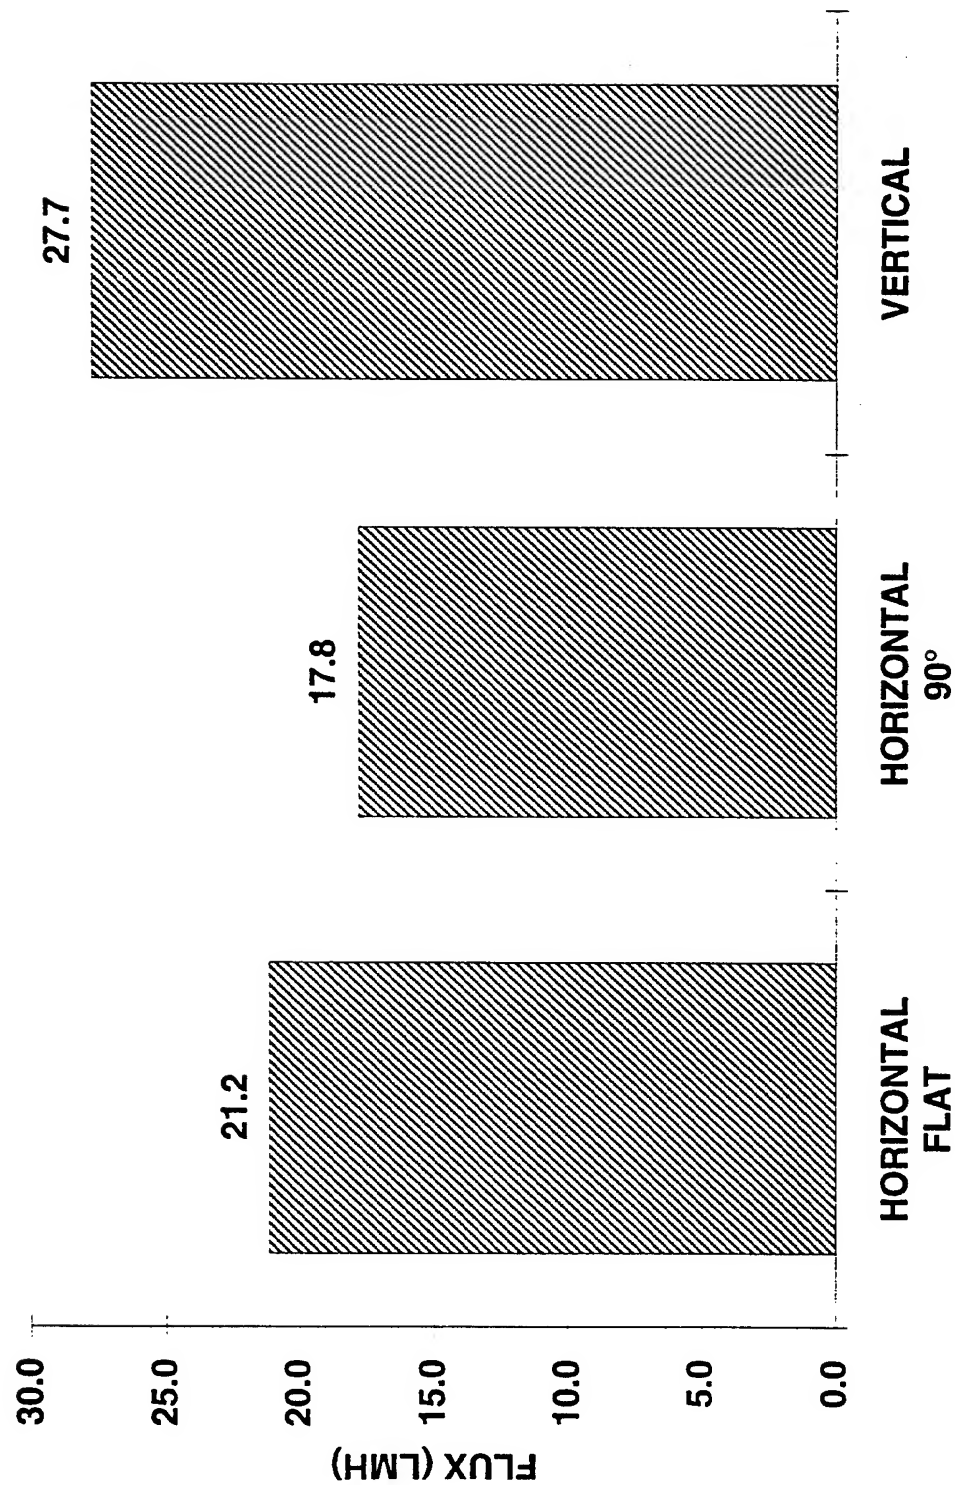 FLUX (LMH)
30.0
25.0
20.0
15.0
10.0
5.0
0.0
21.2
17.8
27.7
HORIZONTAL
FLAT
HORIZONTAL
90°
VERTICAL